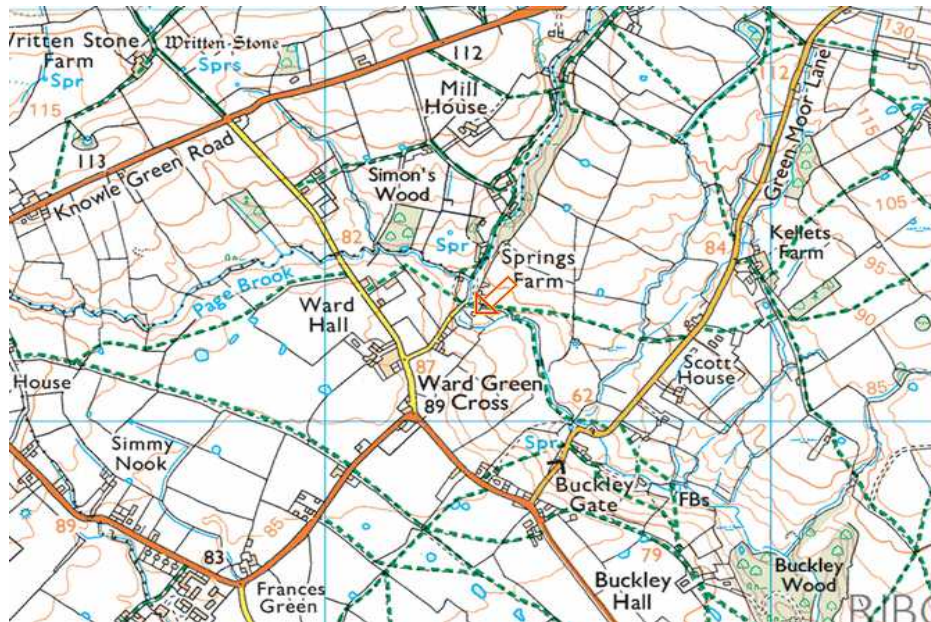 Written Stone
Farm
Spr
115
113
Written Stone
Sprs
112
Mill
House
Green Moor Lane
112
130
115
105
Knowle Green Road
Simon's
Wood
82
Spr
84
Kellets
Farm
95
90
Page Brook
Ward
Hall
Springs
Farm
87
Ward Green
Cross
89
Scott
House
85
62
House
Simmy
Nook
Spr
Buckley
Gate
FBs
89
85
83
Frances
Green
79
Buckley
Hall
Buckley
Wood
RIBC